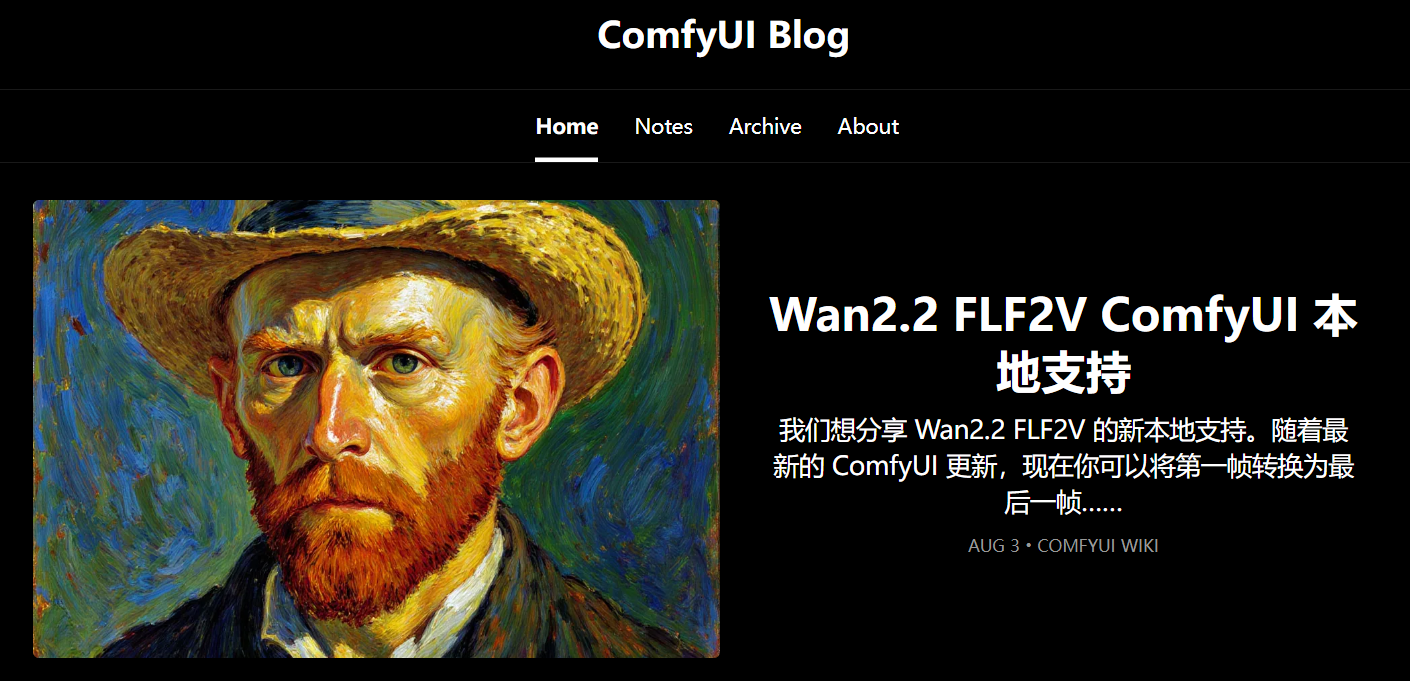 ComfyUI Blog
Home Notes Archive About
Wan2.2 FLF2V ComfyUI 本
地支持
我们想分享 Wan2.2 FLF2V 的新本地支持。随着最
新的 ComfyUI 更新，现在你可以将第一帧转换为最
后一帧……
AUG 3 • COMFYUI WIKI